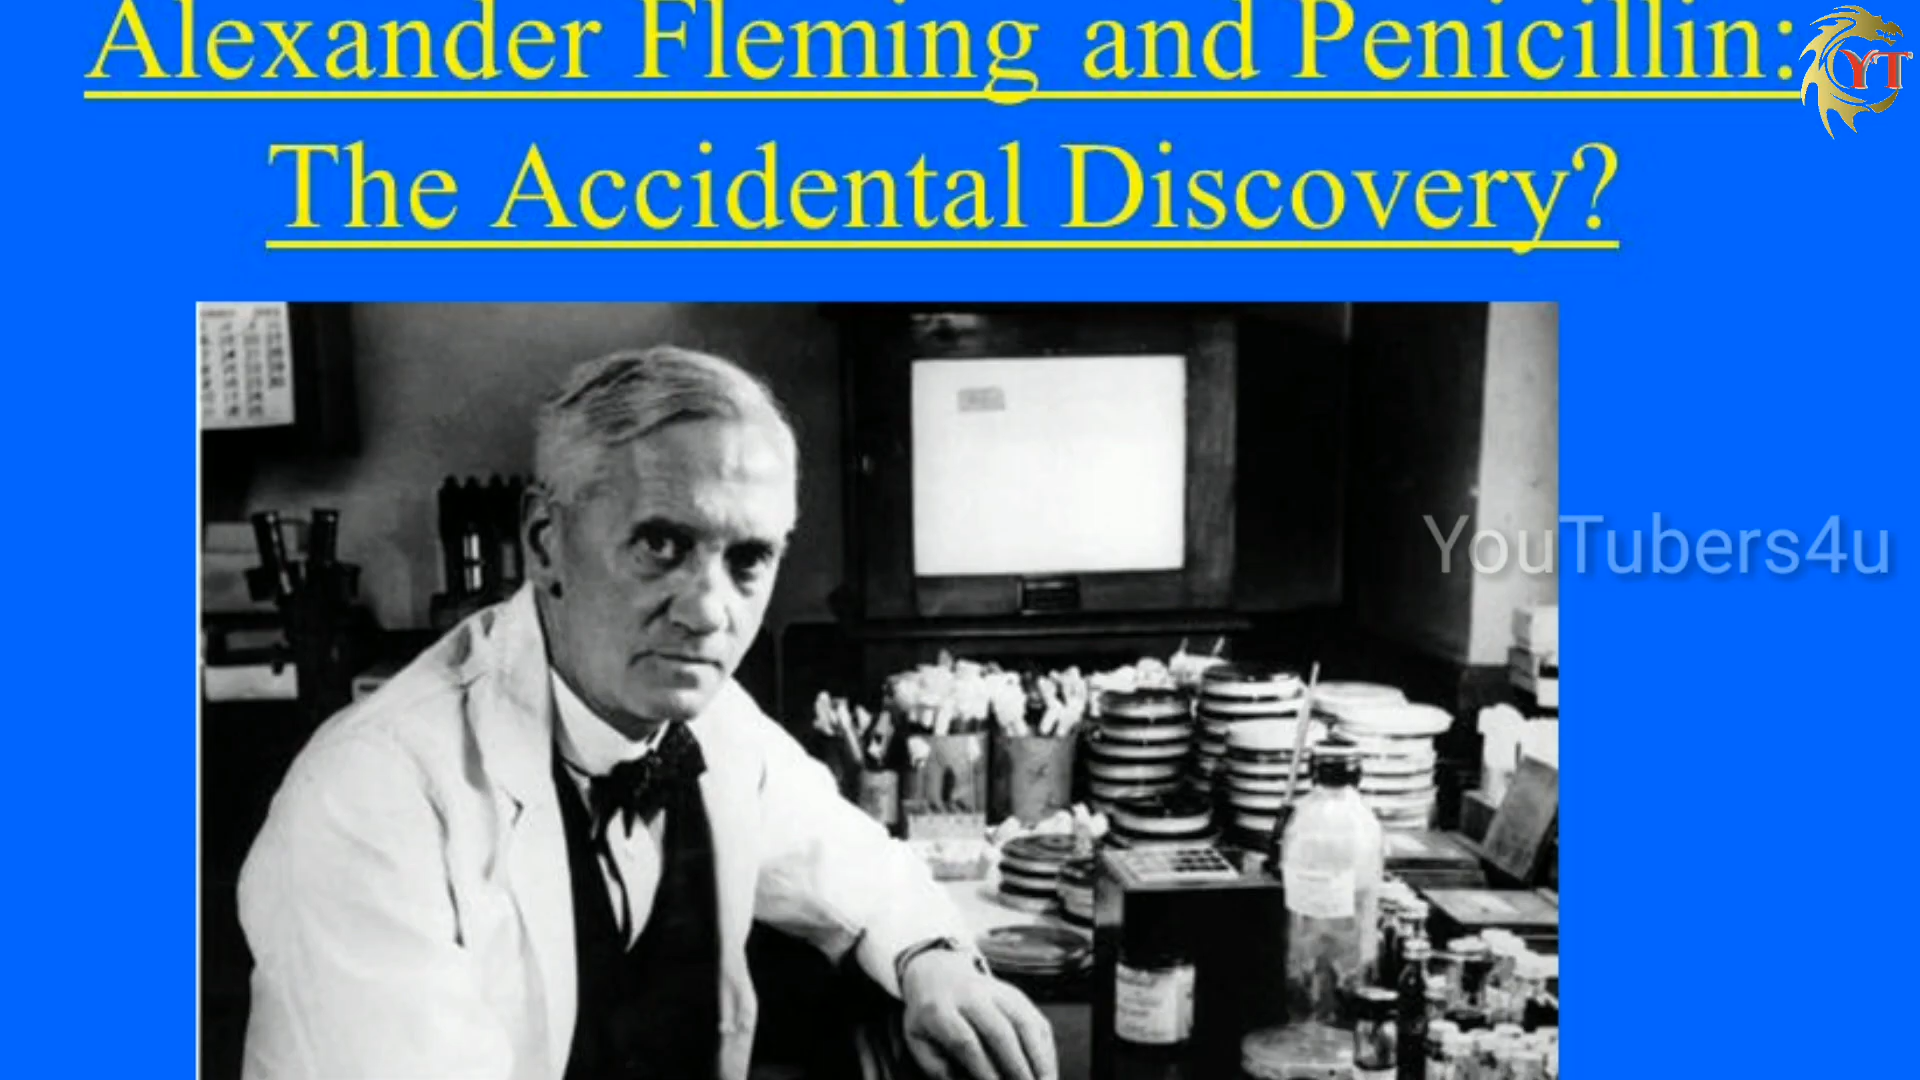 Alexander Fleming and Penicillin:
YT
The Accidental Discovery?
YouTubers4u